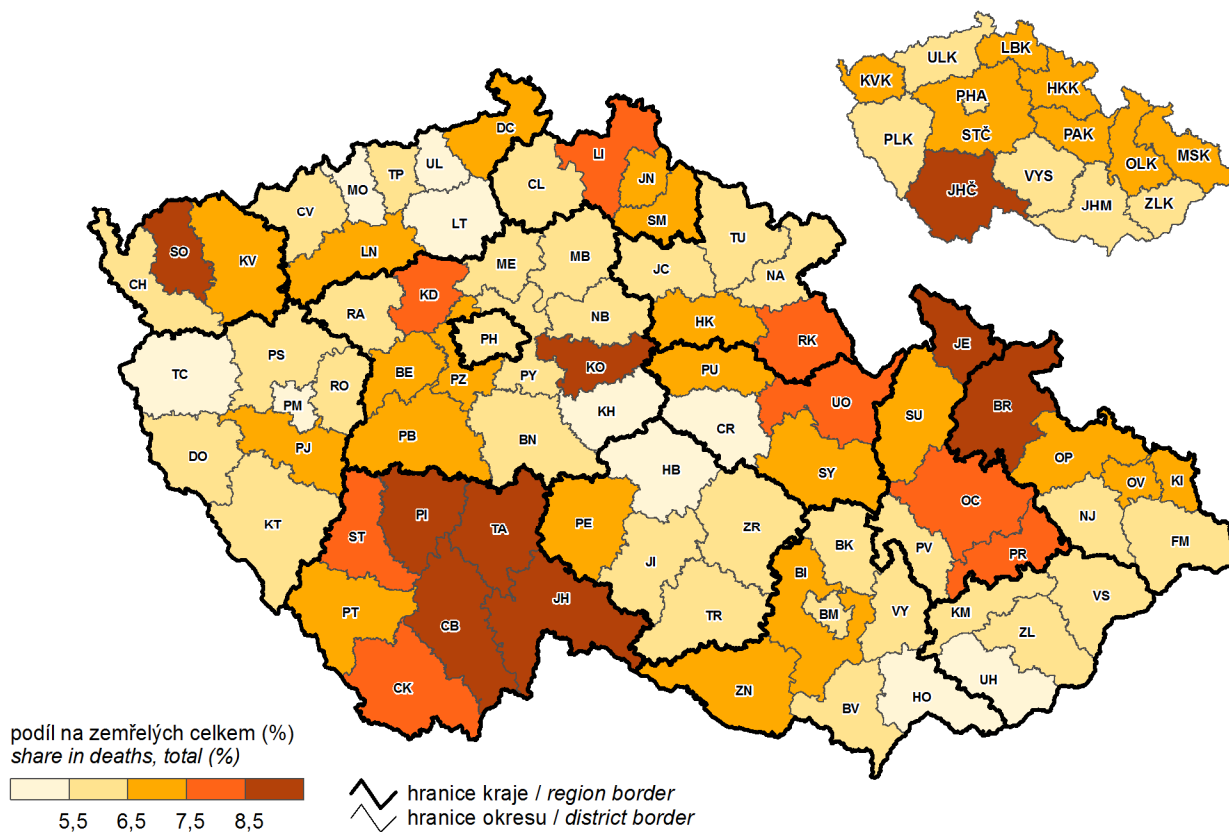 ULK
LBK
KVK
HKK
PHA
STČ
PAK
PLK
MSK
OLK
VYS
JHČ
JHM
ZLK
DC
UL
LI
TP
MO
CL
JN
CV
LT
SM
TU
SO
KV
LN
ME
MB
JC
NA
CH
KD
RA
NB
HK
RK
PH
JE
TC
PS
RO
BE
PZ
PY
KO
PU
UO
BR
PM
KH
SU
PB
BN
CR
DO
PJ
HB
SY
OP
OV
KI
KT
ST
PI
TA
PE
ZR
OC
NJ
FM
JI
BK
PV
PR
BI
PT
CB
JH
TR
BM
VY
KM
VS
ZL
CK
ZN
BV
HO
UH
podíl na zemřelých celkem (%)
share in deaths, total (%)
5,5 6,5 7,5 8,5
hranice kraje / region border
hranice okresu / district border